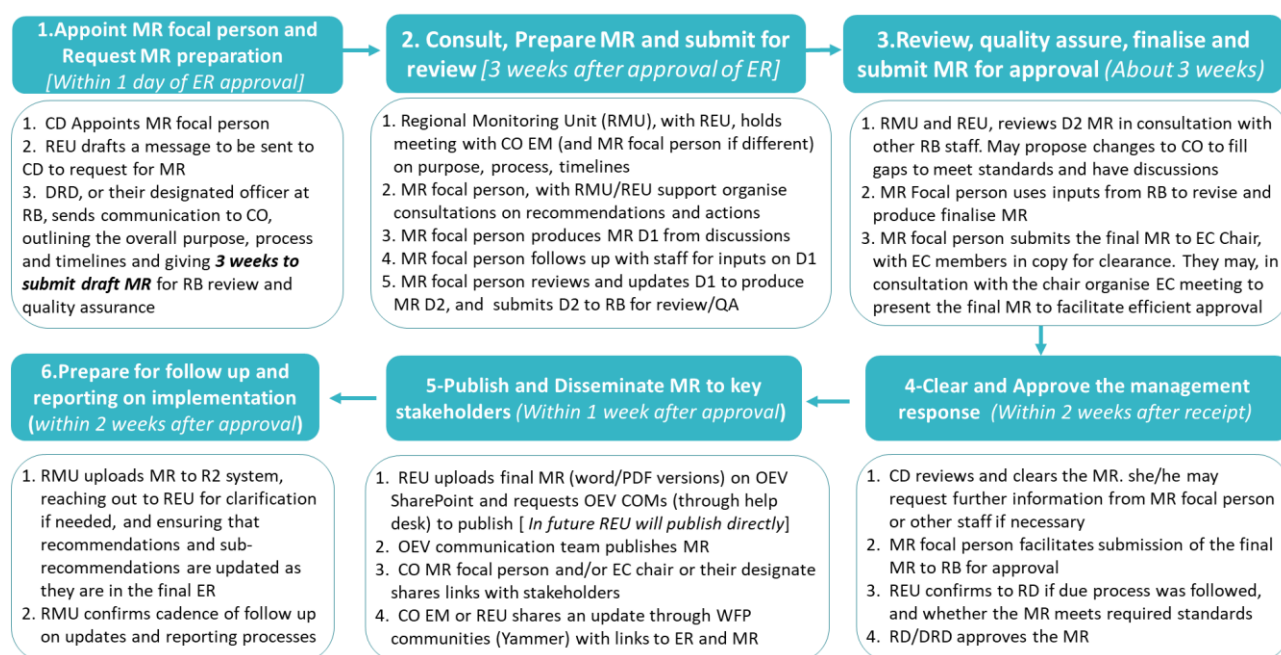 1.Appoint MR focal person and
Request MR preparation
[Within 1 day of ER approval]
1. CD Appoints MR focal person
2. REU drafts a message to be sent to
CD to request for MR
3. DRD, or their designated officer at
RB, sends communication to CO,
outlining the overall purpose, process
and timelines and giving 3 weeks to
submit draft MR for RB review and
quality assurance
2. Consult, Prepare MR and submit for
review [3 weeks after approval of ER]
1. Regional Monitoring Unit (RMU), with REU, holds
meeting with CO EM (and MR focal person if different)
on purpose, process, timelines
2. MR focal person, with RMU/REU support organise
consultations on recommendations and actions
3. MR focal person produces MR D1 from discussions
4. MR focal person follows up with staff for inputs on D1
5. MR focal person reviews and updates D1 to produce
MR D2, and submits D2 to RB for review/QA
3.Review, quality assure, finalise and
submit MR for approval (About 3 weeks)
1. RMU and REU, reviews D2 MR in consultation with
other RB staff. May propose changes to CO to fill
gaps to meet standards and have discussions
2. MR Focal person uses inputs from RB to revise and
produce finalise MR
3. MR focal person submits the final MR to EC Chair,
with EC members in copy for clearance. They may, in
consultation with the chair organise EC meeting to
present the final MR to facilitate efficient approval
4-Clear and Approve the management
response (Within 2 weeks after receipt)
1. CD reviews and clears the MR. she/he may
request further information from MR focal person
or other staff if necessary
2. MR focal person facilitates submission of the final
MR to RB for approval
3. REU confirms to RD if due process was followed,
and whether the MR meets required standards
4. RD/DRD approves the MR
5-Publish and Disseminate MR to key
stakeholders (Within 1 week after approval)
1. REU uploads final MR (word/PDF versions) on OEV
SharePoint and requests OEV COMs (through help
desk) to publish [ In future REU will publish directly]
2. OEV communication team publishes MR
3. CO MR focal person and/or EC chair or their designate
shares links with stakeholders
4. CO EM or REU shares an update through WFP
communities (Yammer) with links to ER and MR
6.Prepare for follow up and
reporting on implementation
(within 2 weeks after approval)
1. RMU uploads MR to R2 system,
reaching out to REU for clarification
if needed, and ensuring that
recommendations and sub-
recommendations are updated as
they are in the final ER
2. RMU confirms cadence of follow up
on updates and reporting processes